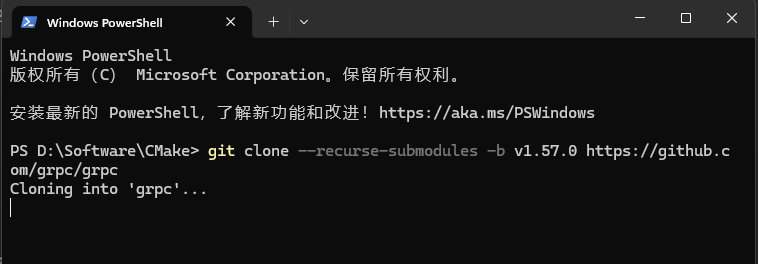 Windows PowerShell
Windows PowerShell
版权所有（C） Microsoft Corporation。保留所有权利。
安装最新的 PowerShell，了解新功能和改进！https://aka.ms/PSWindows
PS D:\Software\CMake> git clone --recurse-submodules -b v1.57.0 https://github.c
om/grpc/grpc
Cloning into 'grpc'...